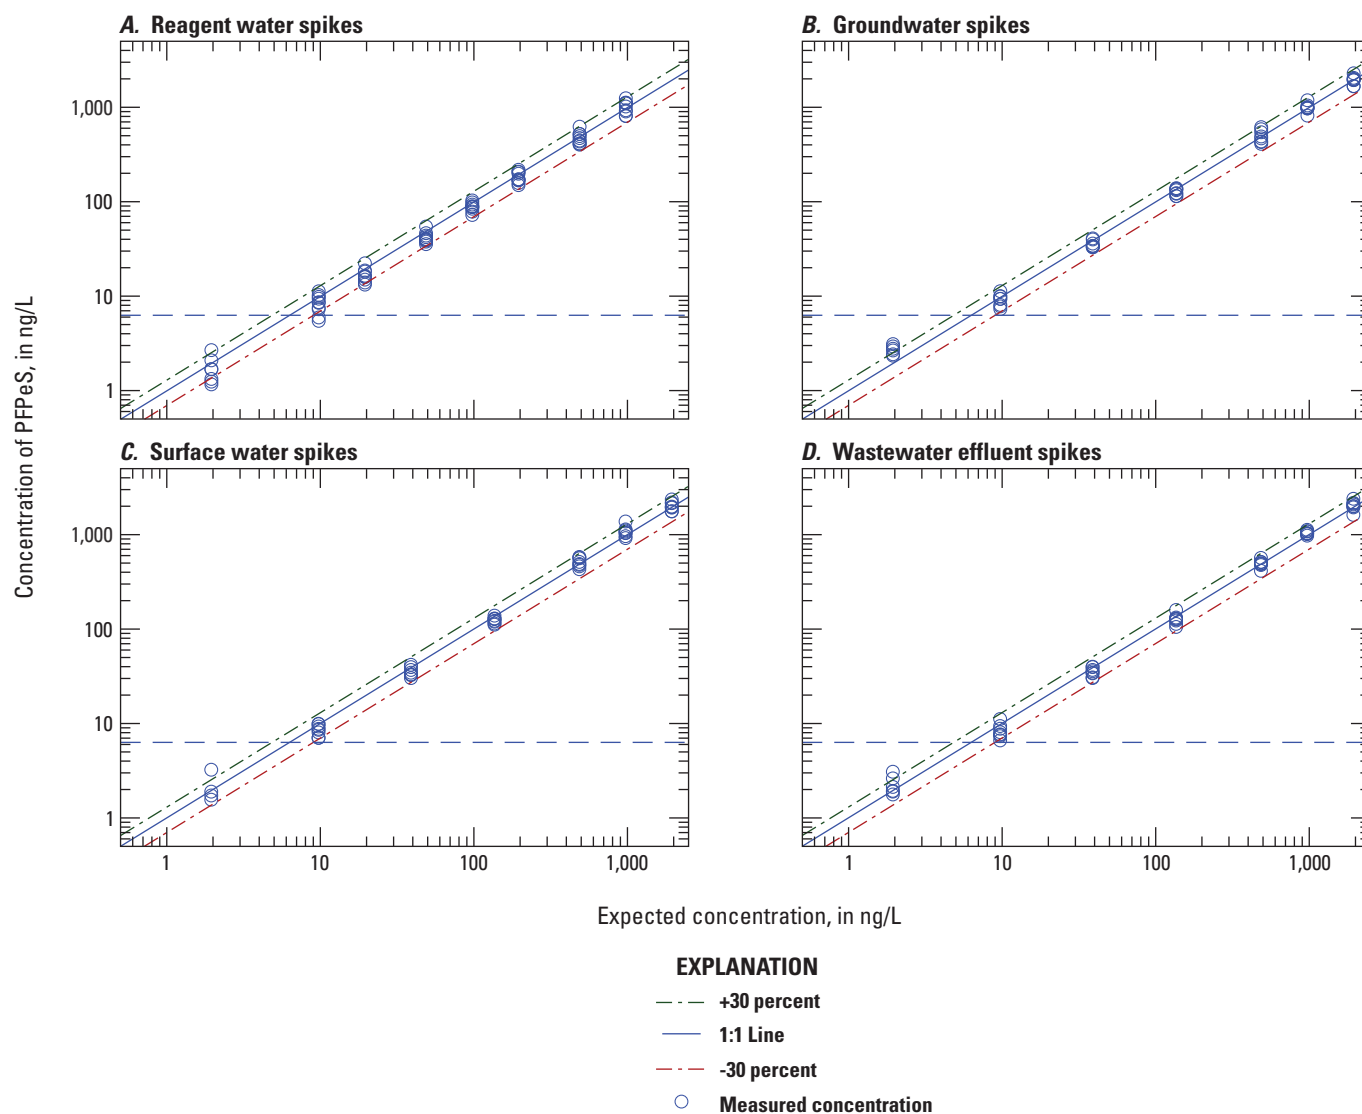 A. Reagent water spikes
B. Groundwater spikes
1,000
100
10
1
C. Surface water spikes
D. Wastewater effluent spikes
1,000
100
10
1
1 10 100 1,000
1 10 100 1,000
Concentration of PFPeS, in ng/L
Expected concentration, in ng/L
EXPLANATION
+30 percent
1:1 Line
-30 percent
Measured concentration